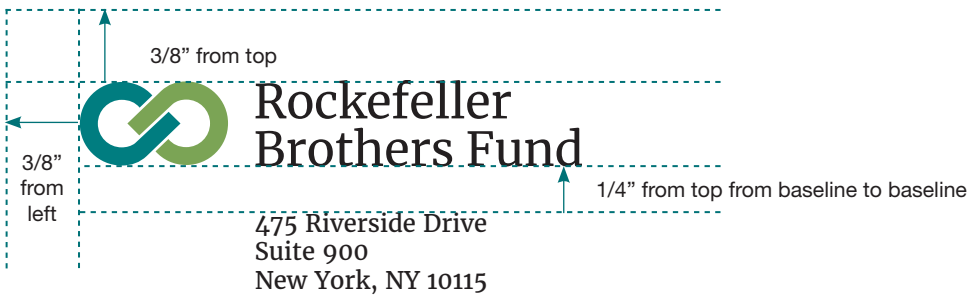 3/8” from top
Rockefeller
Brothers Fund
3/8”
from
left
1/4” from top from baseline to baseline
475 Riverside Drive
Suite 900
New York, NY 10115